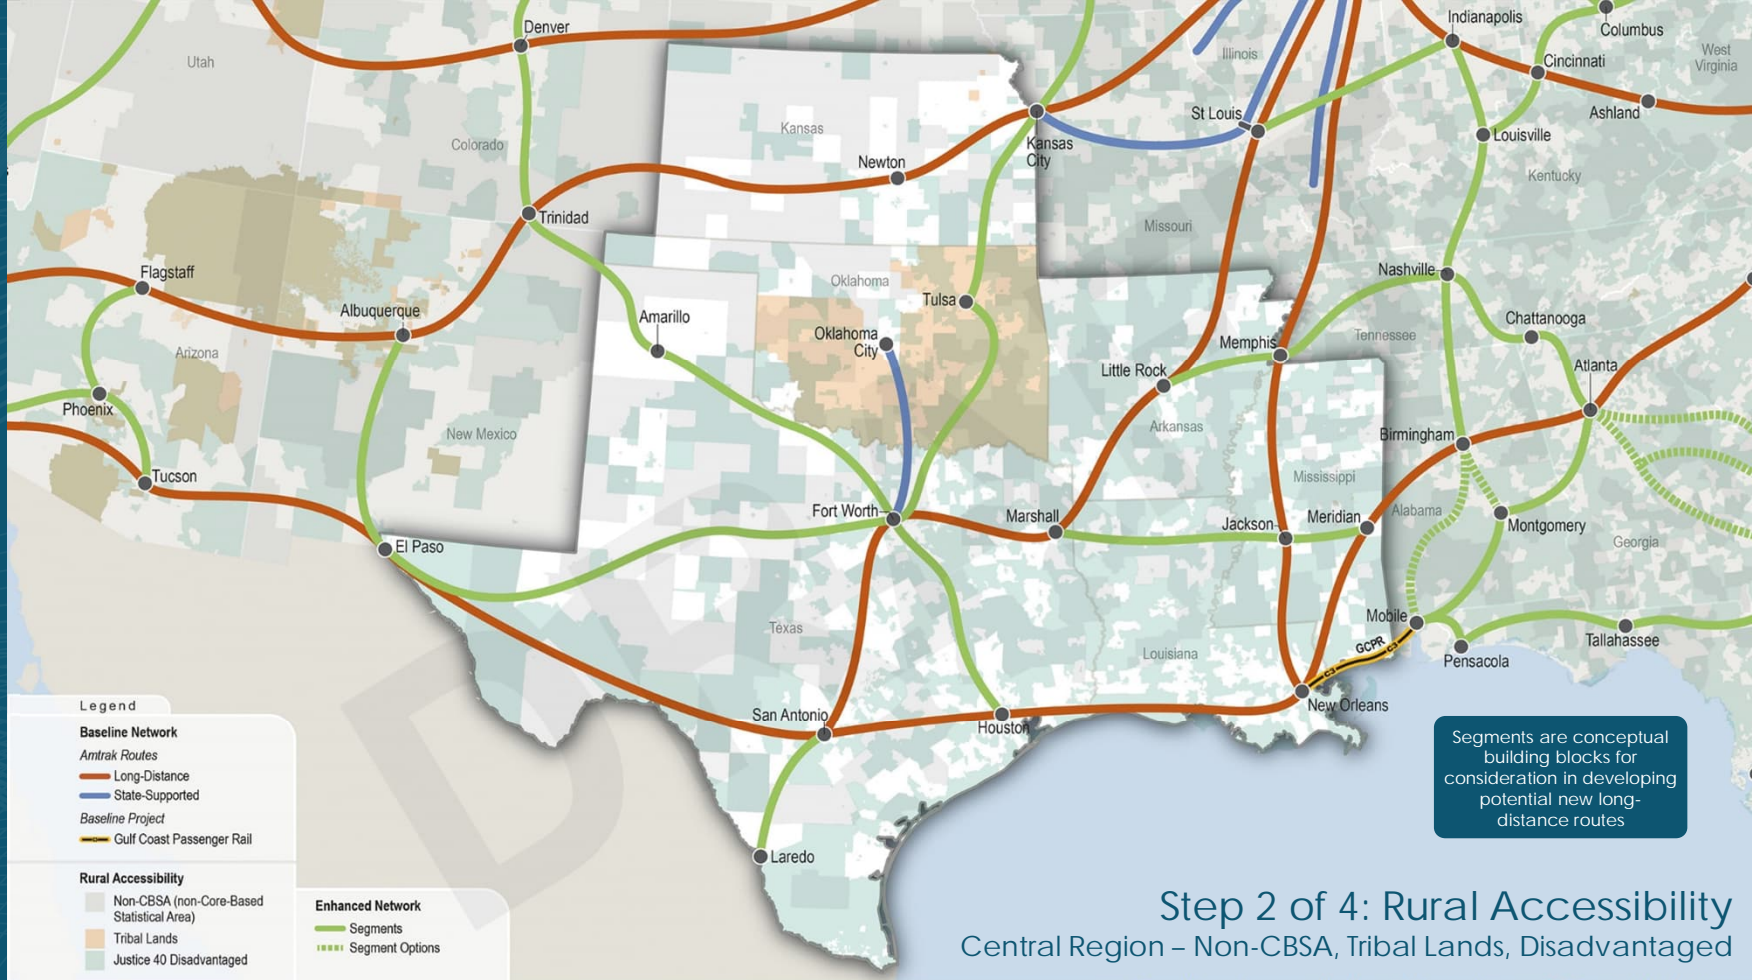 Denver
Indianapolis
Columbus
Utah
Illinois
West
Virginia
Cincinnati
Ashland
St Louis
Kansas
Colorado
Louisville
Kansas
City
Newton
Kentucky
Trinidad
Missouri
Flagstaff
Nashville
Oklahoma
Tulsa
Albuquerque
Amarillo
Chattanooga
Oklahoma
City
Memphis
Tennessee
Arizona
Little Rock
Atlanta
Phoenix
New Mexico
Arkansas
Birmingham
Tucson
Mississippi
Fort Worth
Marshall
Jackson
Meridian
Alabama
Montgomery
El Paso
Georgia
Texas
Mobile
Tallahassee
GCPR
Louisiana
Pensacola
San Antonio
Houston
New Orleans
Laredo
DRA
Legend
Baseline Network
Amtrak Routes
Long-Distance
State-Supported
Baseline Project
Gulf Coast Passenger Rail
Rural Accessibility
Non-CBSA (non-Core-Based
Statistical Area)
Tribal Lands
Justice 40 Disadvantaged
Enhanced Network
Segments
Segment Options
Segments are conceptual
building blocks for
consideration in developing
potential new long-
distance routes
Step 2 of 4: Rural Accessibility
Central Region – Non-CBSA, Tribal Lands, Disadvantaged